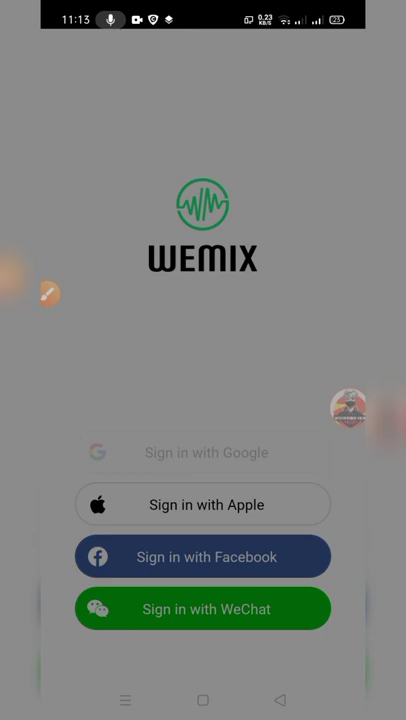 11:13
0.23
KB/S
23
WEMIX
Sign in with Google
Sign in with Apple
Sign in with Facebook
Sign in with WeChat